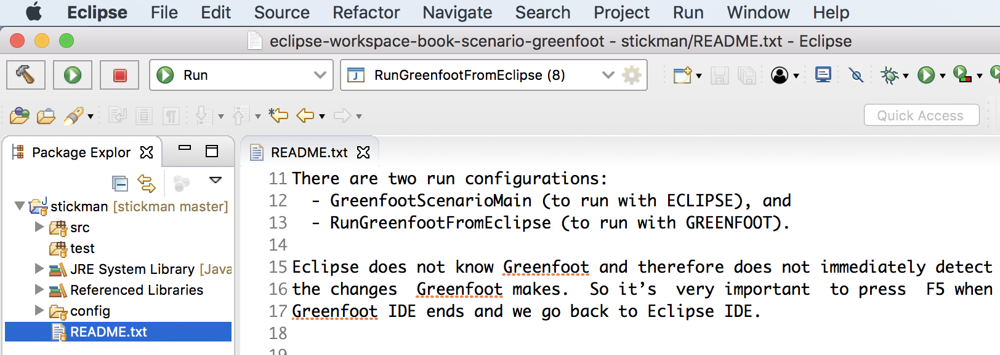 Eclipse File Edit Source Refactor Navigate Search Project Run Window Help
eclipse-workspace-book-scenario-greenfoot - stickman/README.txt - Eclipse
Run RunGreenfootFromEclipse (8)
Quick Access
Package Explor README.txt
stickman [stickman master]
src
test
JRE System Library [Java
Referenced Libraries
config
README.txt
11 There are two run configurations:
12 - GreenfootScenarioMain (to run with ECLIPSE), and
13 - RunGreenfootFromEclipse (to run with GREENFOOT).
14
15 Eclipse does not know Greenfoot and therefore does not immediately detect
16 the changes  Greenfoot makes.  So it’s  very important  to press  F5 when
17 Greenfoot IDE ends and we go back to Eclipse IDE.
18
19